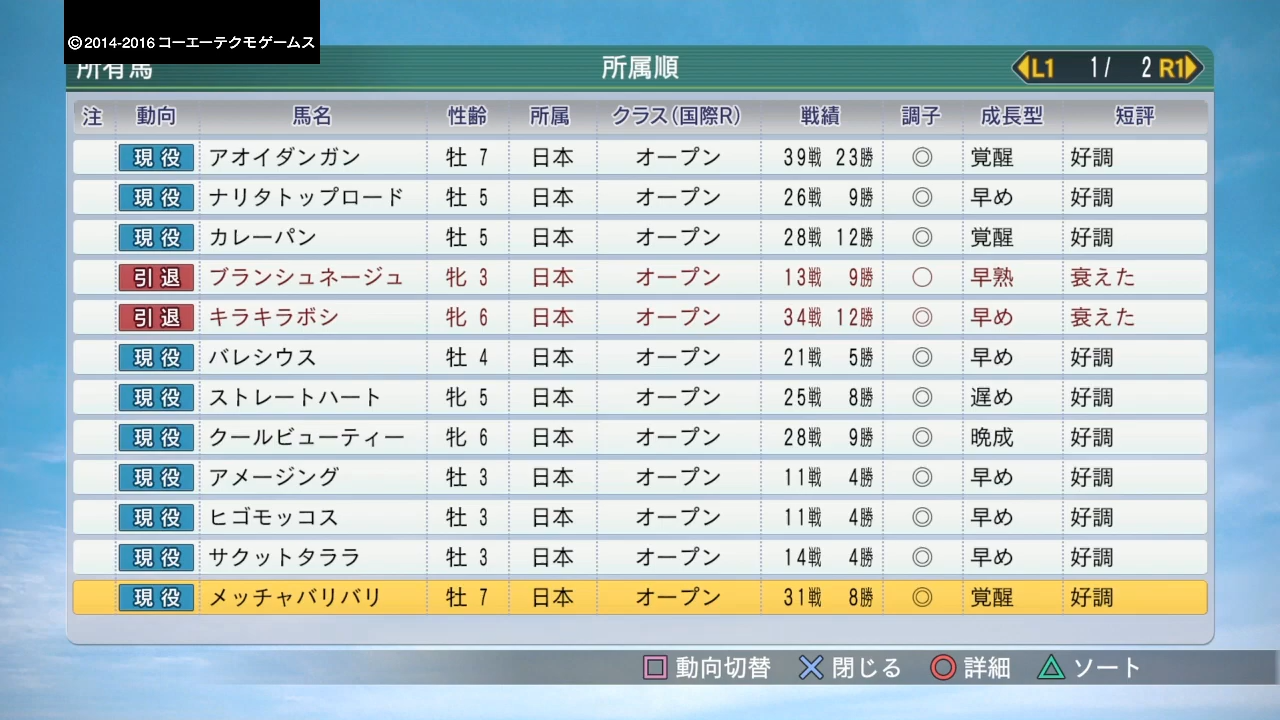 ©2014-2016 コーエーテクモゲームス
所有馬 所属順 L1 1/ 2 R1
注 動向 馬名 性齢 所属 クラス(国際R) 戦績 調子 成長型 短評
現役 アオイダンガン 牡 7 日本 オープン 39戦 23勝 ◎ 覚醒 好調
現役 ナリタトップロード 牡 5 日本 オープン 26戦 9勝 ◎ 早め 好調
現役 カレーパン 牡 5 日本 オープン 28戦 12勝 ◎ 覚醒 好調
引退 ブランシュネージュ 牝 3 日本 オープン 13戦 9勝 ○ 早熟 衰えた
引退 キラキラボシ 牝 6 日本 オープン 34戦 12勝 ◎ 早め 衰えた
現役 バレシウス 牡 4 日本 オープン 21戦 5勝 ◎ 早め 好調
現役 ストレートハート 牝 5 日本 オープン 25戦 8勝 ◎ 遅め 好調
現役 クールビューティー 牝 6 日本 オープン 28戦 9勝 ◎ 晩成 好調
現役 アメージング 牡 3 日本 オープン 11戦 4勝 ◎ 早め 好調
現役 ヒゴモッコス 牡 3 日本 オープン 11戦 4勝 ◎ 早め 好調
現役 サクットタララ 牡 3 日本 オープン 14戦 4勝 ◎ 早め 好調
現役 メッチャバリバリ 牡 7 日本 オープン 31戦 8勝 ◎ 覚醒 好調
動向切替 閉じる 詳細 ソート